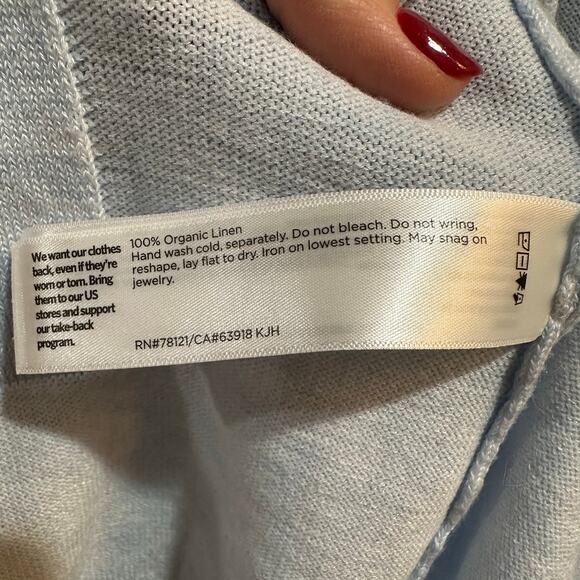 We want our clothes
back, even if they're
worn or torn. Bring
them to our US
stores and support
our take-back
program.
100% Organic Linen
Hand wash cold, separately. Do not bleach. Do not wring,
reshape, lay flat to dry. Iron on lowest setting. May snag on
jewelry.
RN#78121/CA#63918 KJH